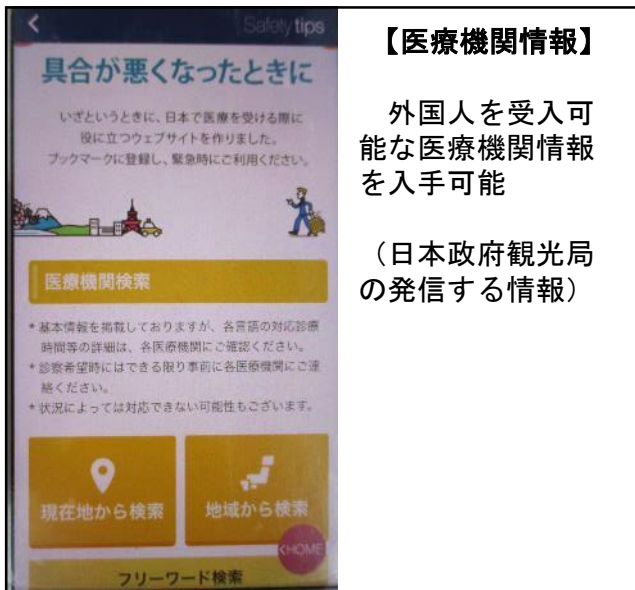 Safety tips
具合が悪くなったときに
いざというときに、日本で医療を受ける際に
役に立つウェブサイトを作りました。
ブックマークに登録し、緊急時にご利用ください。
医療機関検索
* 基本情報を掲載しておりますが、各言語の対応診療
時間等の詳細は、各医療機関にご確認ください。
* 診察希望時にはできる限り事前に各医療機関にご連
絡ください。
* 状況によっては対応できない可能性もございます。
現在地から検索
地域から検索
<HOME
フリーワード検索
【医療機関情報】
外国人を受入可
能な医療機関情報
を入手可能
(日本政府観光局
の発信する情報)